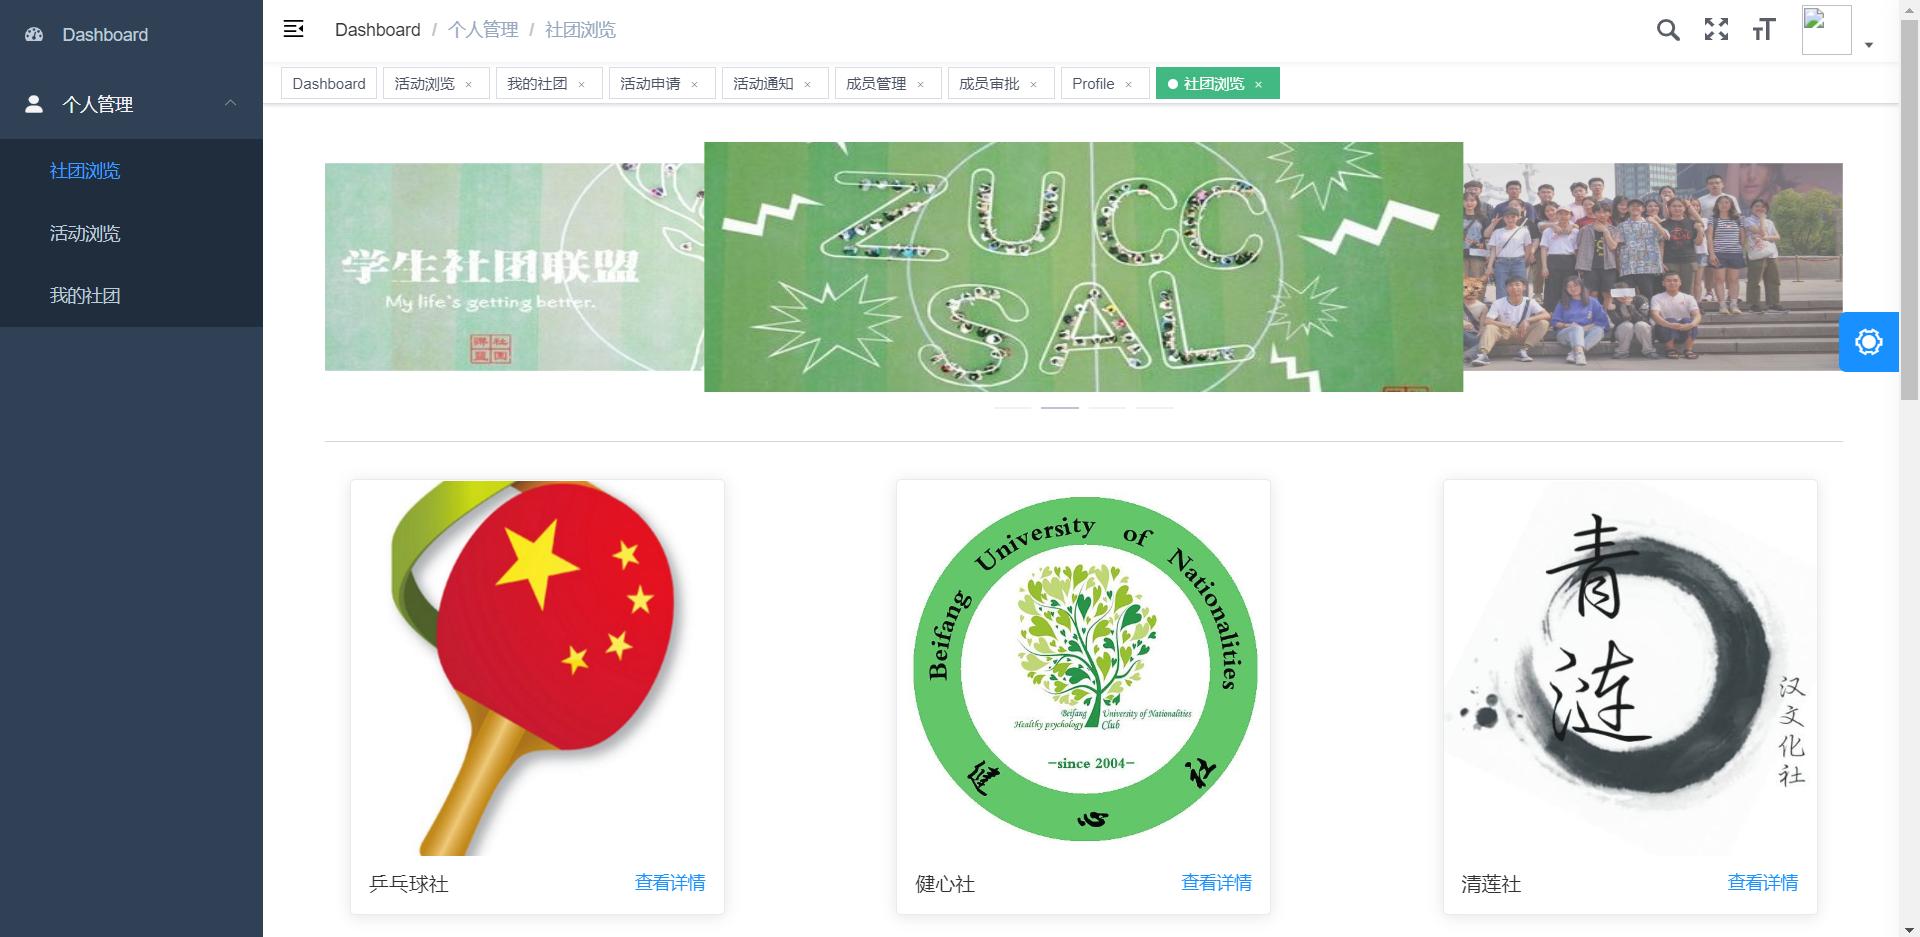 Dashboard
个人管理
社团浏览
活动浏览
我的社团
Dashboard / 个人管理 / 社团浏览
Dashboard 活动浏览 × 我的社团 × 活动申请 × 活动通知 × 成员管理 × 成员审批 × Profile × 社团浏览 ×
学生社团联盟
My life`s getting better.
ZUCC
SAL
Beifang University of Nationalities
Beifang University of Nationalities
Healthy psychology Club
-since 2004-
健心社
青涟
汉文化社
乒乓球社 查看详情
健心社 查看详情
清莲社 查看详情